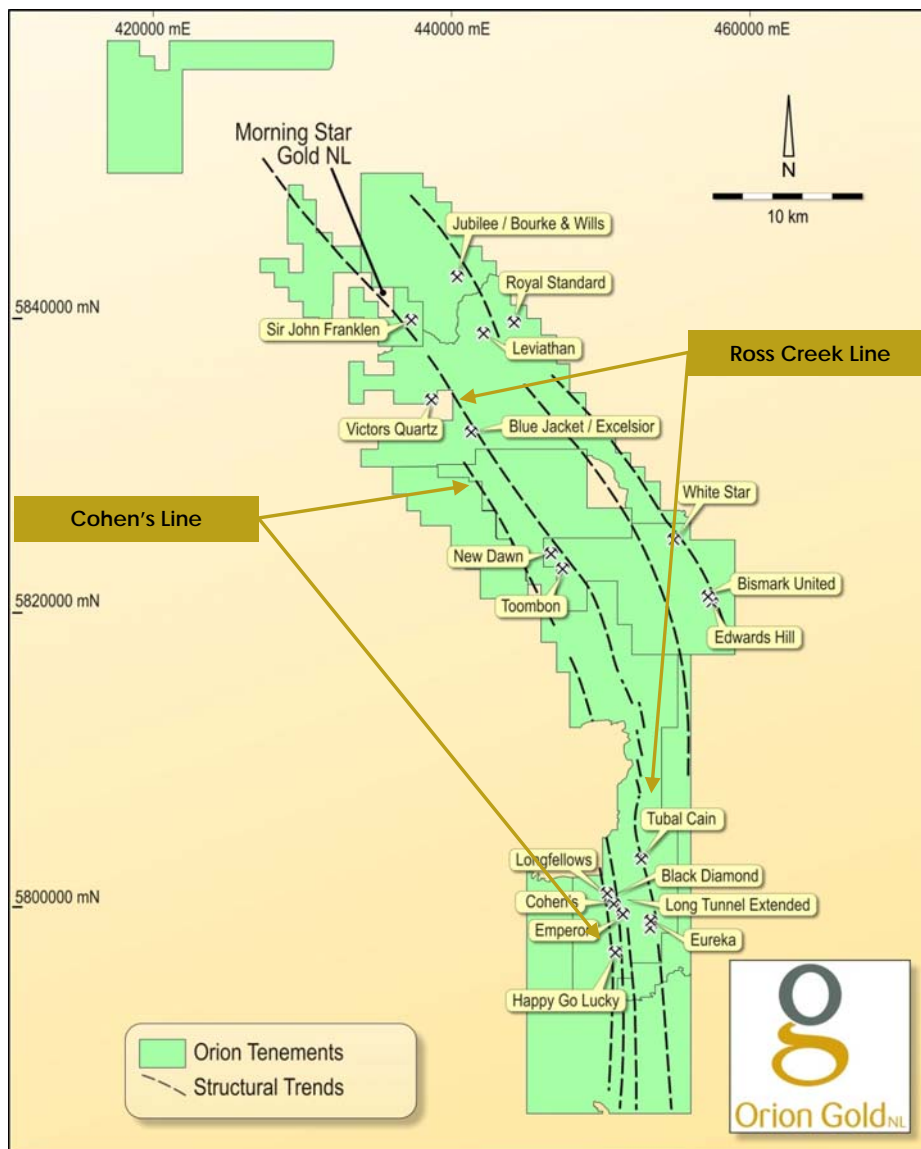 420000 mE
440000 mE
460000 mE
Morning Star
Gold NL
N
10 km
Jubilee / Bourke & Wills
Royal Standard
5840000 mN
Sir John Franklen
Leviathan
Ross Creek Line
Victors Quartz
Blue Jacket / Excelsior
White Star
Cohen's Line
New Dawn
Bismark United
5820000 mN
Toombon
Edwards Hill
Tubal Cain
Longfellows
Black Diamond
5800000 mN
Cohen's
Long Tunnel Extended
Emperor
Eureka
Happy Go Lucky
Orion Tenements
Structural Trends
Orion Gold NL